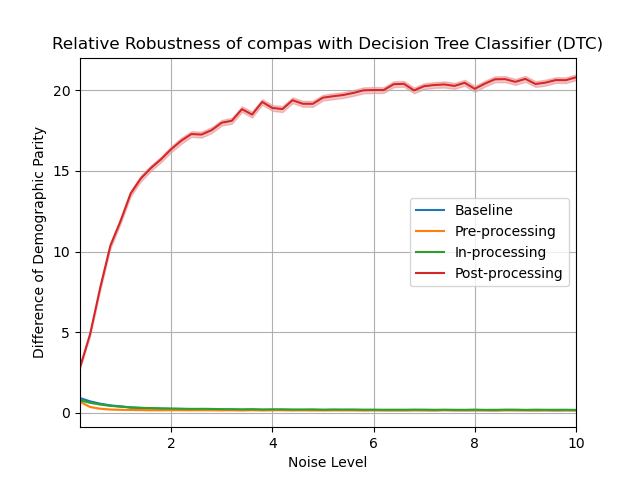 Relative Robustness of compas with Decision Tree Classifier (DTC)
Difference of Demographic Parity
20
15
10
5
0
Baseline
Pre-processing
In-processing
Post-processing
2 4 6 8 10
Noise Level